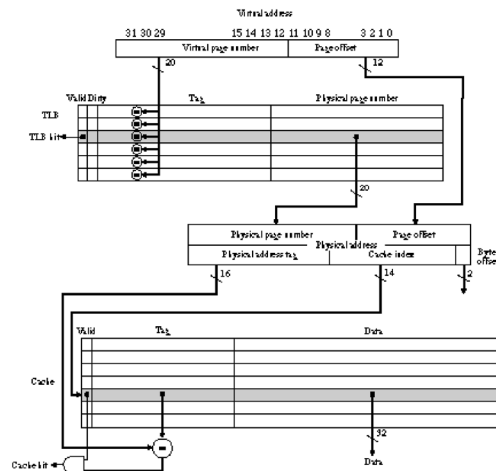 Virtual address
31 30 29 15 14 13 12 11 10 9 8 3 2 1 0
Virtual page number Page offset
20 12
Valid Dirty Tag Physical page number
TLB
TLB hit
20
Physical page number Page offset
Physical address
Physical address tag Cache index
Byte
offset
16 14 2
Valid Tag Data
Cache
32
Cache hit
Data